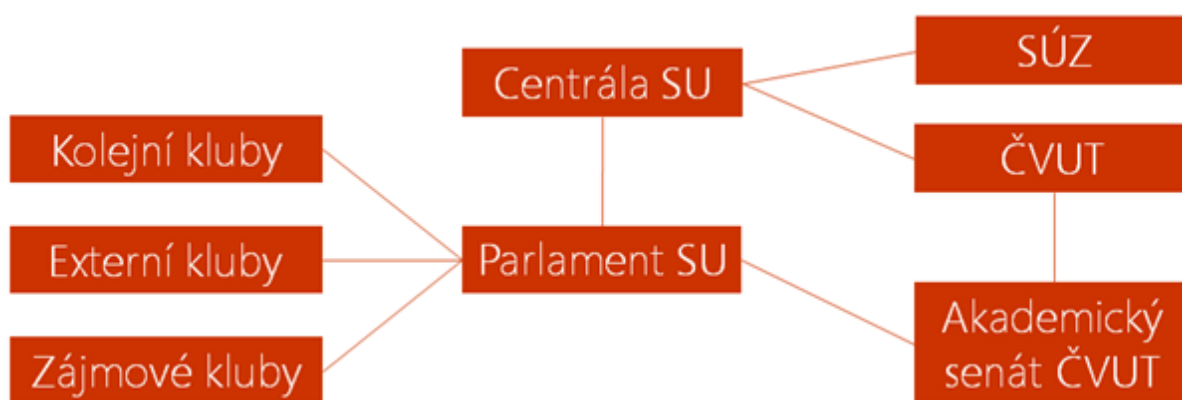 Centrála SU
SÚZ
Kolejní kluby
ČVUT
Externí kluby
Parlament SU
Zájmové kluby
Akademický
senát ČVUT